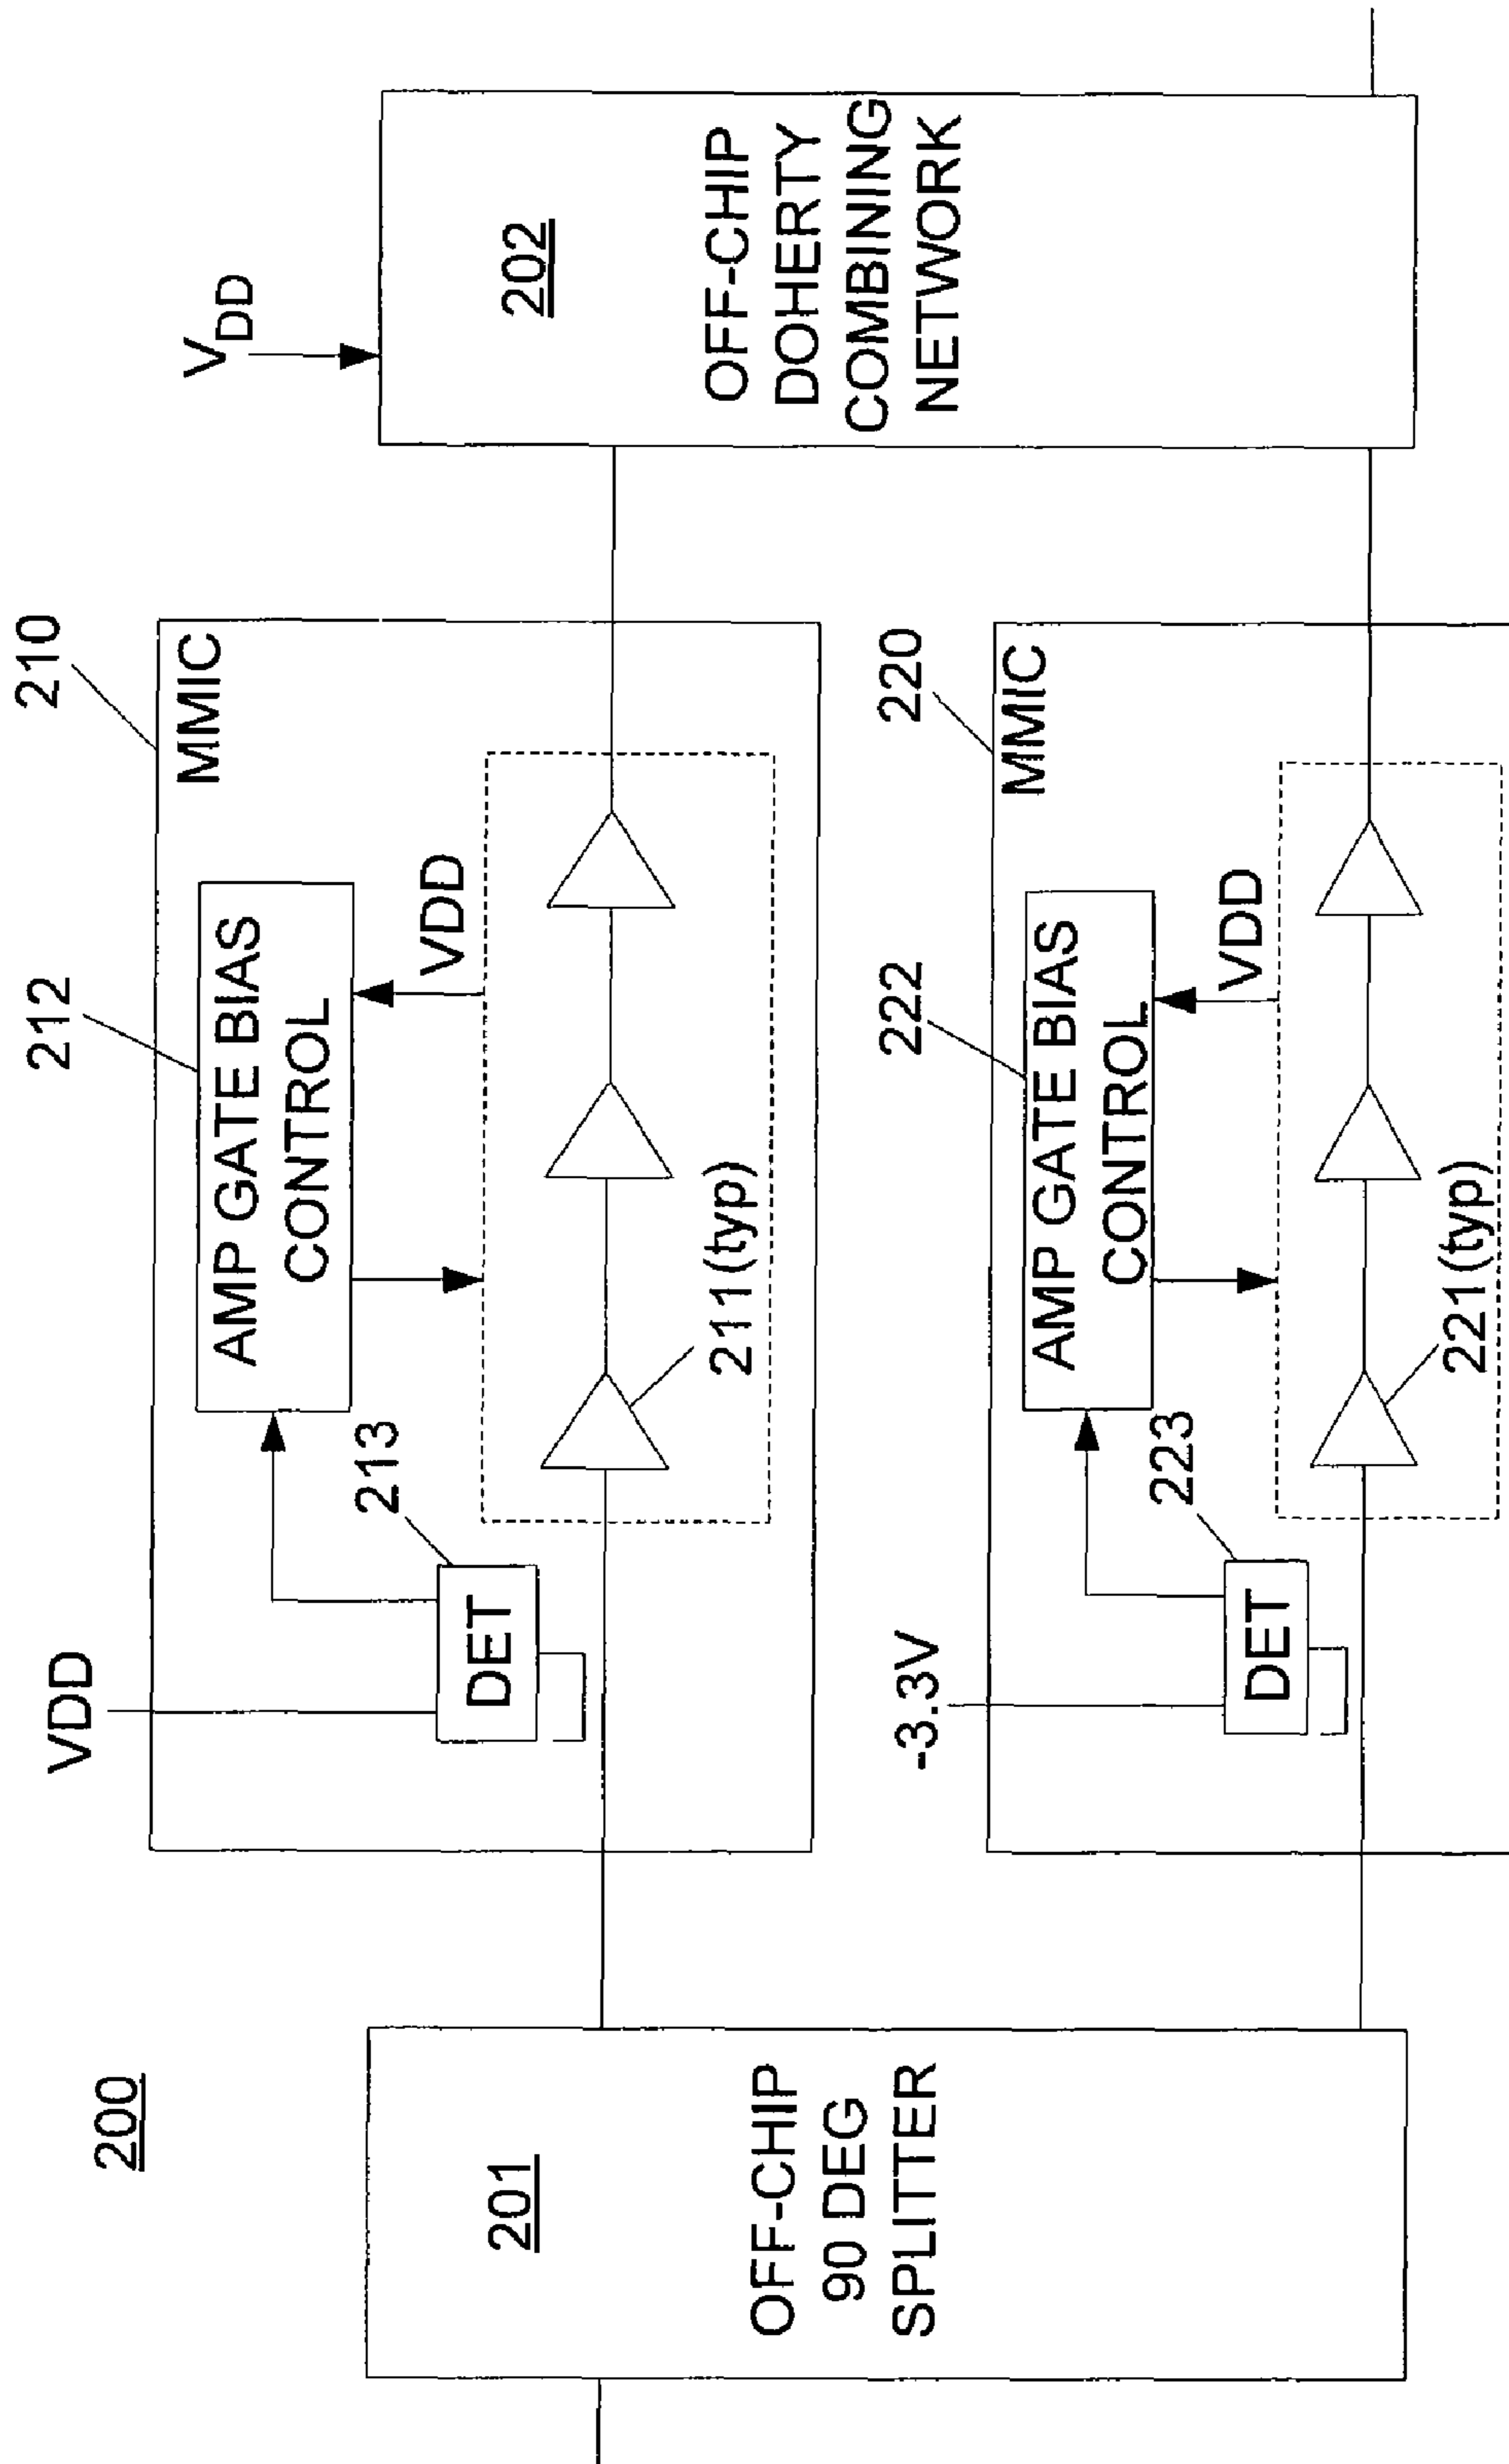 200
201
OFF-CHIP
90 DEG
SPLITTER
210
MMIC
VDD
213
DET
212
AMP GATE BIAS
CONTROL
VDD
211(typ)
220
MMIC
-3.3V
223
DET
222
AMP GATE BIAS
CONTROL
VDD
221(typ)
VDD
202
OFF-CHIP
DOHERTY
COMBINING
NETWORK